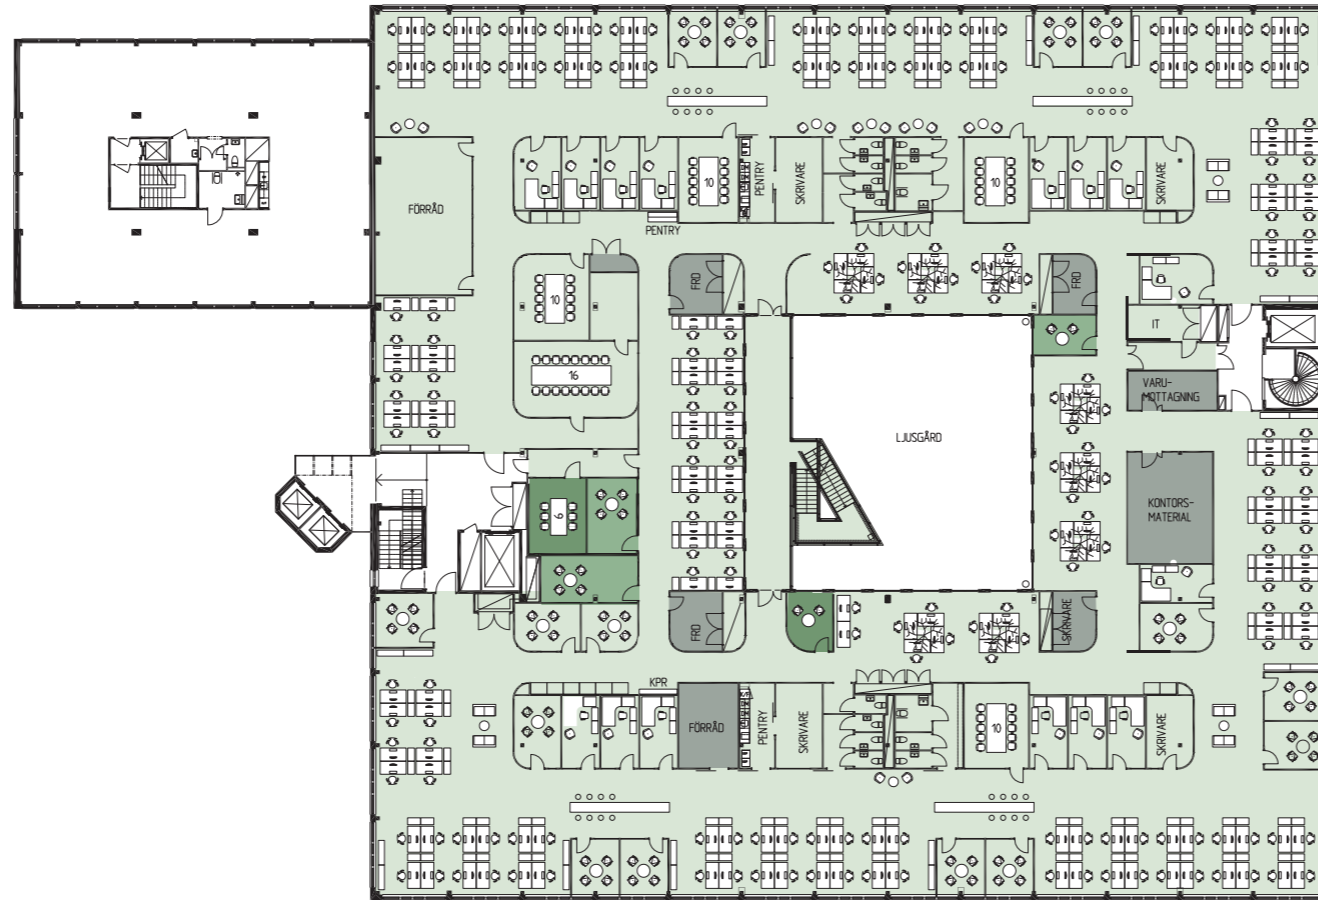 10
PENTRY
SKRIVARE
10
SKRIVARE
FÖRRÅD
PENTRY
FRD
FRD
10
IT
16
VARU-
MOTTAGNING
LJUSGÅRD
6
KONTORS-
MATERIAL
FRD
SKRIVARE
KPR
FÖRRÅD
PENTRY
SKRIVARE
10
SKRIVARE